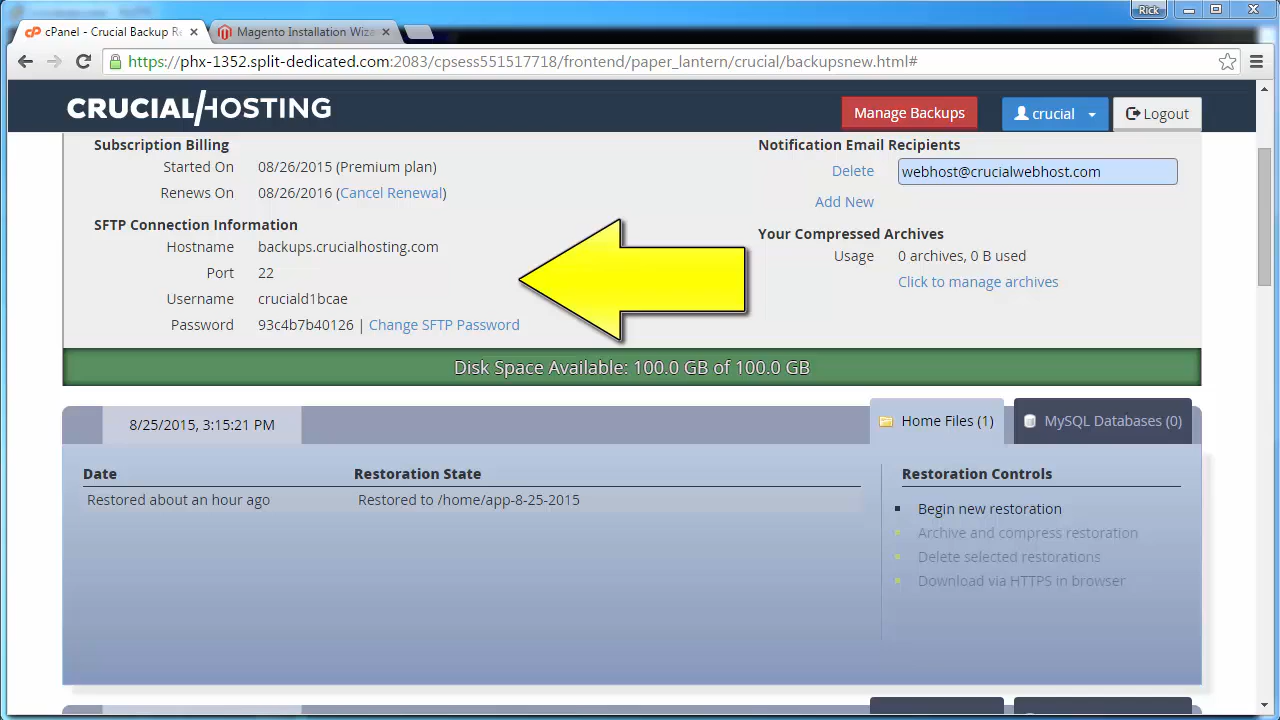 Rick
cPanel - Crucial Backup Re
Magento Installation Wiza
https://phx-1352.split-dedicated.com:2083/cpsess551517718/frontend/paper_lantern/crucial/backupsnew.html#
CRUCIAL/HOSTING
Manage Backups
crucial
Logout
Subscription Billing
Started On 08/26/2015 (Premium plan)
Renews On 08/26/2016 (Cancel Renewal)
SFTP Connection Information
Hostname backups.crucialhosting.com
Port 22
Username cruciald1bcae
Password 93c4b7b40126 | Change SFTP Password
Notification Email Recipients
Delete webhost@crucialwebhost.com
Add New
Your Compressed Archives
Usage 0 archives, 0 B used
Click to manage archives
Disk Space Available: 100.0 GB of 100.0 GB
8/25/2015, 3:15:21 PM
Home Files (1)
MySQL Databases (0)
Date Restoration State
Restored about an hour ago Restored to /home/app-8-25-2015
Restoration Controls
Begin new restoration
Archive and compress restoration
Delete selected restorations
Download via HTTPS in browser